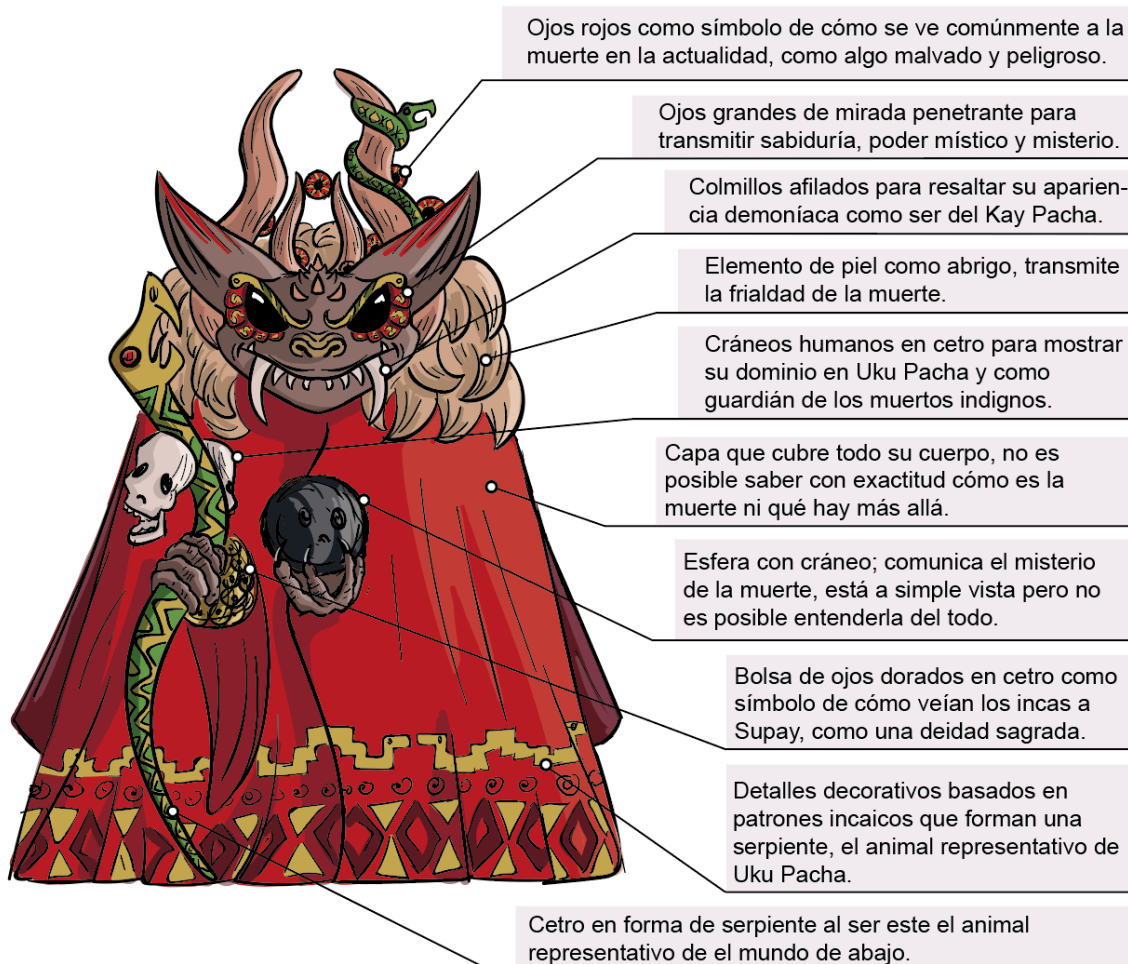 Ojos rojos como símbolo de cómo se ve comúnmente a la
muerte en la actualidad, como algo malvado y peligroso.
Ojos grandes de mirada penetrante para
transmitir sabiduría, poder místico y misterio.
Colmillos afilados para resaltar su aparien-
cia demoníaca como ser del Kay Pacha.
Elemento de piel como abrigo, transmite
la frialdad de la muerte.
Cráneos humanos en cetro para mostrar
su dominio en Uku Pacha y como
guardián de los muertos indignos.
Capa que cubre todo su cuerpo, no es
posible saber con exactitud cómo es la
muerte ni qué hay más allá.
Esfera con cráneo; comunica el misterio
de la muerte, está a simple vista pero no
es posible entenderla del todo.
Bolsa de ojos dorados en cetro como
símbolo de cómo veían los incas a
Supay, como una deidad sagrada.
Detalles decorativos basados en
patrones incaicos que forman una
serpiente, el animal representativo de
Uku Pacha.
Cetro en forma de serpiente al ser este el animal
representativo de el mundo de abajo.